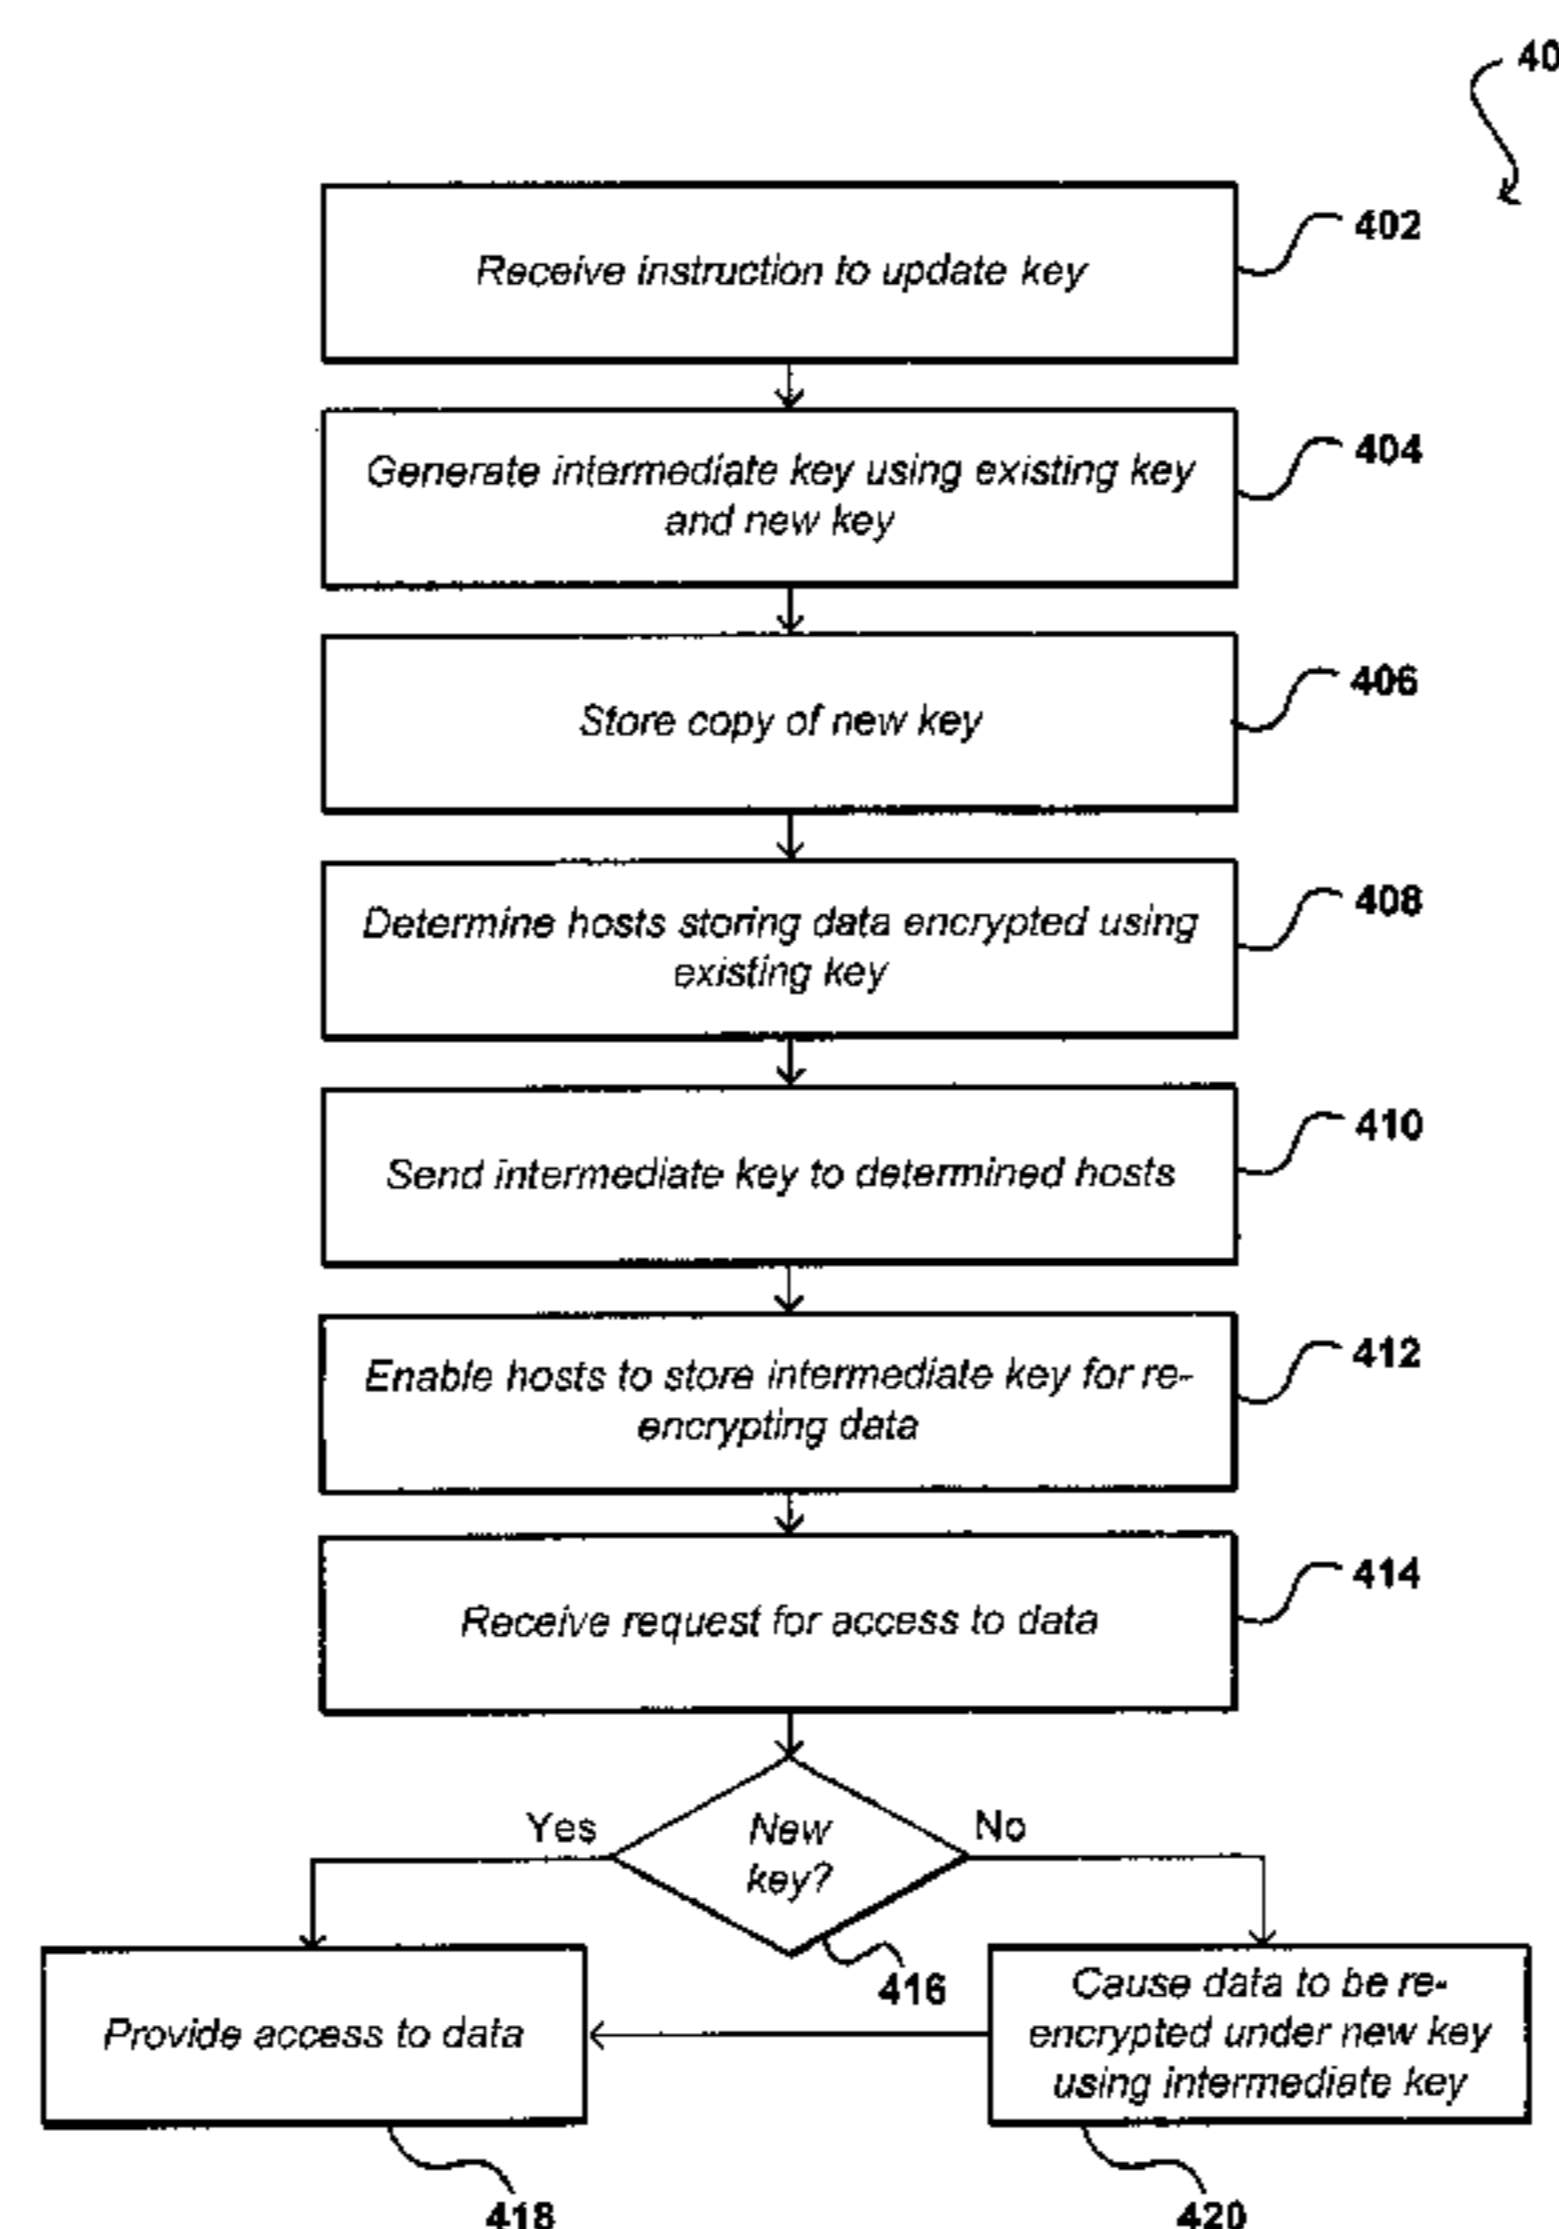 40
Receive instruction to update key
402
Generate intermediate key using existing key
and new key
404
Store copy of new key
406
Determine hosts storing data encrypted using
existing key
408
Send intermediate key to determined hosts
410
Enable hosts to store intermediate key for re-
encrypting data
412
Receive request for access to data
414
Yes
New
key?
No
416
Provide access to data
Cause data to be re-
encrypted under new key
using intermediate key
418
420